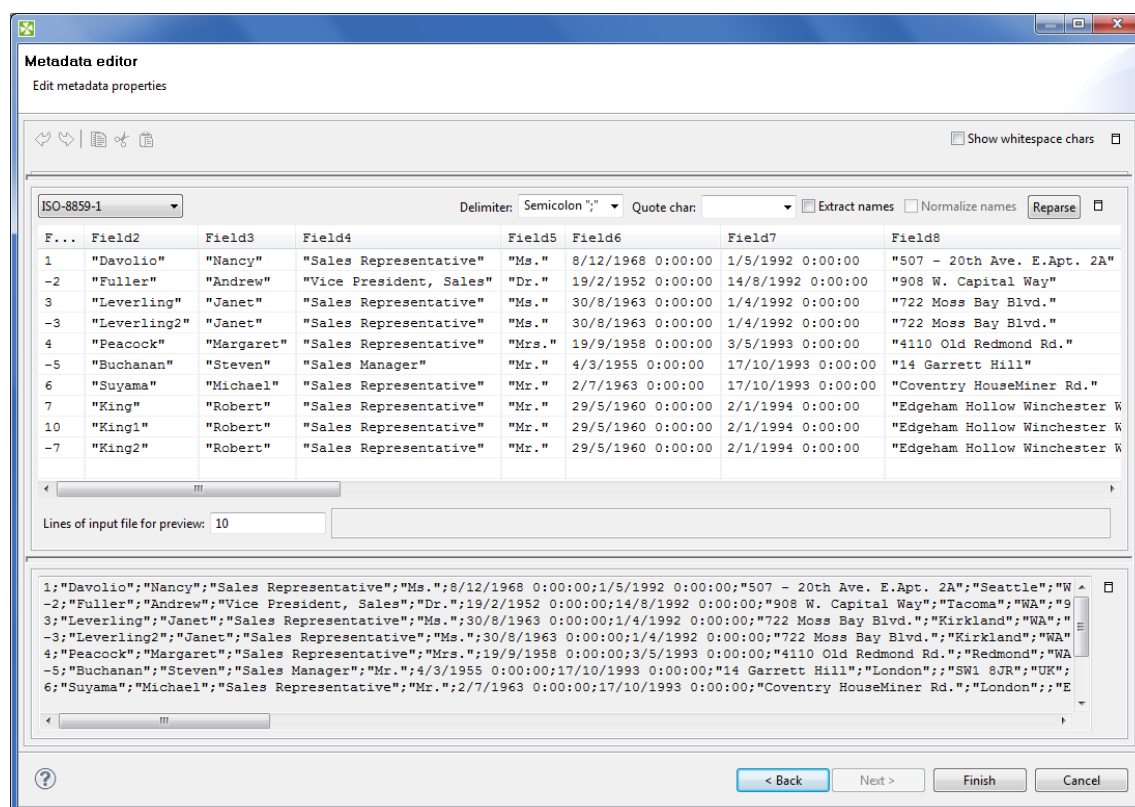 Metadata editor
Edit metadata properties
Show whitespace chars
ISO-8859-1 Delimiter: Semicolon ";" Quote char: Extract names Normalize names Reparse
F... Field2 Field3 Field4 Field5 Field6 Field7 Field8
1 "Davolio" "Nancy" "Sales Representative" "Ms." 8/12/1968 0:00:00 1/5/1992 0:00:00 "507 - 20th Ave. E.Apt. 2A"
-2 "Fuller" "Andrew" "Vice President, Sales" "Dr." 19/2/1952 0:00:00 14/8/1992 0:00:00 "908 W. Capital Way"
3 "Leverling" "Janet" "Sales Representative" "Ms." 30/8/1963 0:00:00 1/4/1992 0:00:00 "722 Moss Bay Blvd."
-3 "Leverling2" "Janet" "Sales Representative" "Ms." 30/8/1963 0:00:00 1/4/1992 0:00:00 "722 Moss Bay Blvd."
4 "Peacock" "Margaret" "Sales Representative" "Mrs." 19/9/1958 0:00:00 3/5/1993 0:00:00 "4110 Old Redmond Rd."
-5 "Buchanan" "Steven" "Sales Manager" "Mr." 4/3/1955 0:00:00 17/10/1993 0:00:00 "14 Garrett Hill"
6 "Suyama" "Michael" "Sales Representative" "Mr." 2/7/1963 0:00:00 17/10/1993 0:00:00 "Coventry HouseMiner Rd."
7 "King" "Robert" "Sales Representative" "Mr." 29/5/1960 0:00:00 2/1/1994 0:00:00 "Edgeham Hollow Winchester W
10 "King1" "Robert" "Sales Representative" "Mr." 29/5/1960 0:00:00 2/1/1994 0:00:00 "Edgeham Hollow Winchester W
-7 "King2" "Robert" "Sales Representative" "Mr." 29/5/1960 0:00:00 2/1/1994 0:00:00 "Edgeham Hollow Winchester W
Lines of input file for preview: 10
1;"Davolio";"Nancy";"Sales Representative";"Ms.";8/12/1968 0:00:00;1/5/1992 0:00:00;"507 - 20th Ave. E.Apt. 2A";"Seattle";"W
-2;"Fuller";"Andrew";"Vice President, Sales";"Dr.";19/2/1952 0:00:00;14/8/1992 0:00:00;"908 W. Capital Way";"Tacoma";"WA";"9
3;"Leverling";"Janet";"Sales Representative";"Ms.";30/8/1963 0:00:00;1/4/1992 0:00:00;"722 Moss Bay Blvd.";"Kirkland";"WA";"
-3;"Leverling2";"Janet";"Sales Representative";"Ms.";30/8/1963 0:00:00;1/4/1992 0:00:00;"722 Moss Bay Blvd.";"Kirkland";"WA"
4;"Peacock";"Margaret";"Sales Representative";"Mrs.";19/9/1958 0:00:00;3/5/1993 0:00:00;"4110 Old Redmond Rd.";"Redmond";"WA
-5;"Buchanan";"Steven";"Sales Manager";"Mr.";4/3/1955 0:00:00;17/10/1993 0:00:00;"14 Garrett Hill";"London";;"SW1 8JR";"UK";
6;"Suyama";"Michael";"Sales Representative";"Mr.";2/7/1963 0:00:00;17/10/1993 0:00:00;"Coventry HouseMiner Rd.";"London";;"E
< Back Next > Finish Cancel